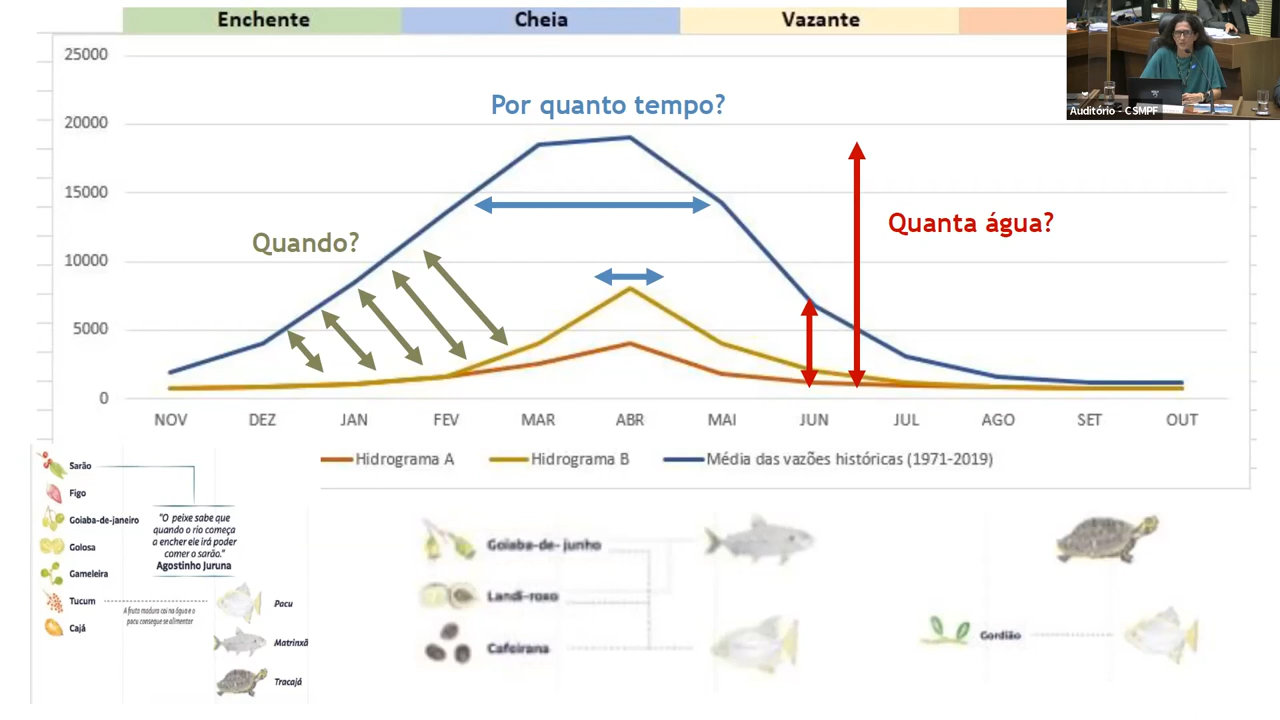 Enchente
Cheia
Vazante
Auditório - CSMPF
25000
20000
15000
10000
5000
0
Por quanto tempo?
Quanta água?
Quando?
NOV DEZ JAN FEV MAR ABR MAI JUN JUL AGO SET OUT
Hidrograma A
Hidrograma B
Média das vazões históricas (1971-2019)
Sarão
Figo
Goiaba-de-janeiro
Golosa
Gameleira
Tucum
Cajá
"O peixe sabe que
quando o rio começa
a encher ele irá poder
comer o sarão."
Agostinho Juruna
A fruta madura cai na água e o
pacu consegue se alimentar
Pacu
Matrinxã
Tracajá
Goiaba-de-junho
Landi-roxo
Cafeirana
Gordião